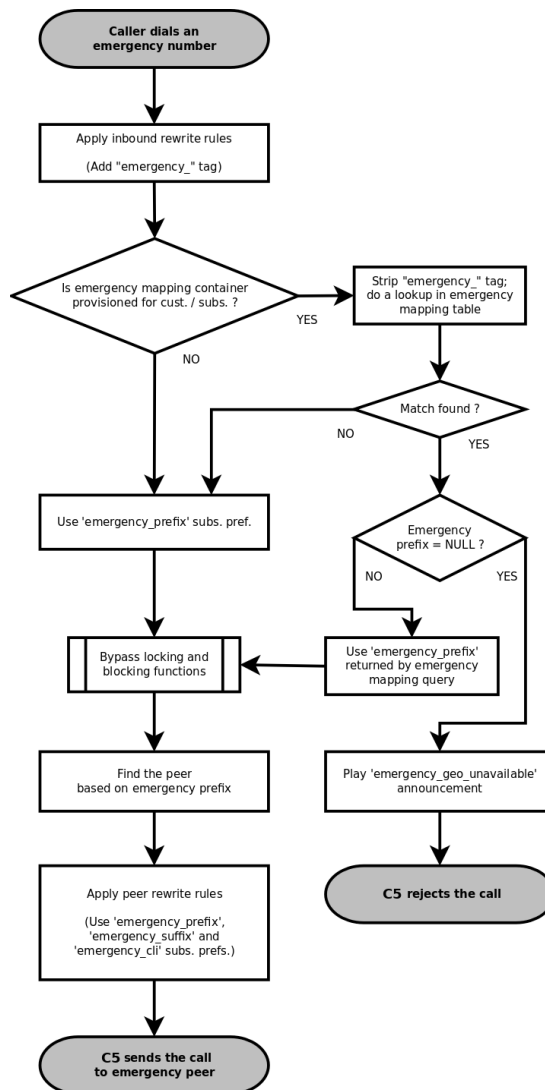 Caller dials an
emergency number
Apply inbound rewrite rules
(Add "emergency_" tag)
Is emergency mapping container
provisioned for cust. / subs. ?
YES
NO
Strip "emergency_" tag;
do a lookup in emergency
mapping table
Match found ?
NO
YES
Use 'emergency_prefix' subs. pref.
Emergency
prefix = NULL ?
NO
YES
Bypass locking and
blocking functions
Use 'emergency_prefix'
returned by emergency
mapping query
Find the peer
based on emergency prefix
Play 'emergency_geo_unavailable'
announcement
Apply peer rewrite rules
(Use 'emergency_prefix',
'emergency_suffix' and
'emergency_cli' subs. prefs.)
C5 rejects the call
C5 sends the call
to emergency peer